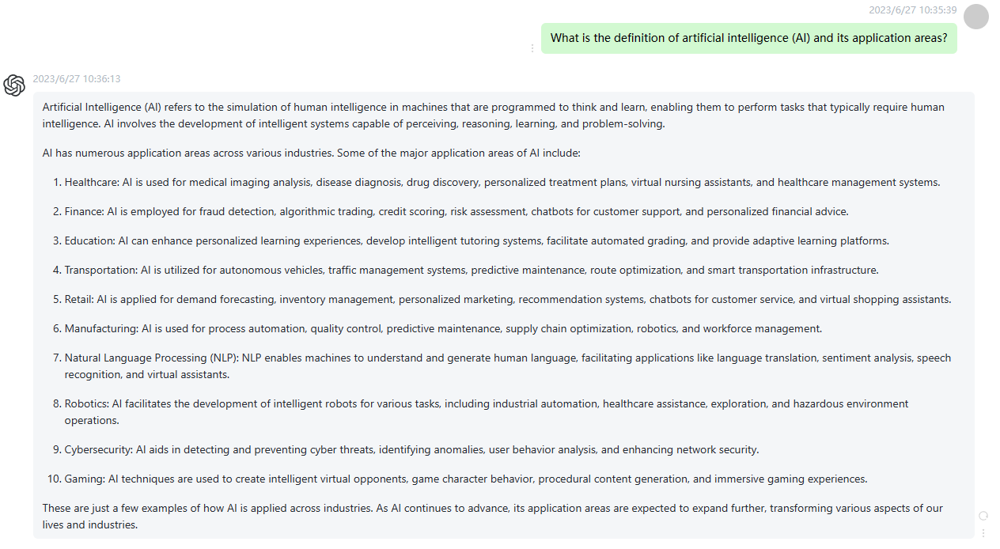 2023/6/27 10:35:39
What is the definition of artificial intelligence (AI) and its application areas?
2023/6/27 10:36:13
Artificial Intelligence (AI) refers to the simulation of human intelligence in machines that are programmed to think and learn, enabling them to perform tasks that typically require human
intelligence. AI involves the development of intelligent systems capable of perceiving, reasoning, learning, and problem-solving.
AI has numerous application areas across various industries. Some of the major application areas of AI include:
1. Healthcare: AI is used for medical imaging analysis, disease diagnosis, drug discovery, personalized treatment plans, virtual nursing assistants, and healthcare management systems.
2. Finance: AI is employed for fraud detection, algorithmic trading, credit scoring, risk assessment, chatbots for customer support, and personalized financial advice.
3. Education: AI can enhance personalized learning experiences, develop intelligent tutoring systems, facilitate automated grading, and provide adaptive learning platforms.
4. Transportation: AI is utilized for autonomous vehicles, traffic management systems, predictive maintenance, route optimization, and smart transportation infrastructure.
5. Retail: AI is applied for demand forecasting, inventory management, personalized marketing, recommendation systems, chatbots for customer service, and virtual shopping assistants.
6. Manufacturing: AI is used for process automation, quality control, predictive maintenance, supply chain optimization, robotics, and workforce management.
7. Natural Language Processing (NLP): NLP enables machines to understand and generate human language, facilitating applications like language translation, sentiment analysis, speech
recognition, and virtual assistants.
8. Robotics: AI facilitates the development of intelligent robots for various tasks, including industrial automation, healthcare assistance, exploration, and hazardous environment
operations.
9. Cybersecurity: AI aids in detecting and preventing cyber threats, identifying anomalies, user behavior analysis, and enhancing network security.
10. Gaming: AI techniques are used to create intelligent virtual opponents, game character behavior, procedural content generation, and immersive gaming experiences.
These are just a few examples of how AI is applied across industries. As AI continues to advance, its application areas are expected to expand further, transforming various aspects of our
lives and industries.